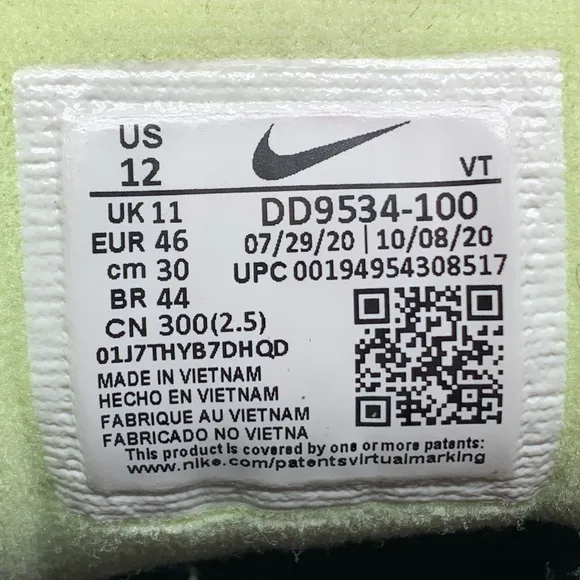 US
12
VT
UK 11
EUR 46
cm 30
BR 44
CN 300(2.5)
DD9534-100
07/29/20 | 10/08/20
UPC 00194954308517
01J7THYB7DHQD
MADE IN VIETNAM
HECHO EN VIETNAM
FABRIQUE AU VIETNAM
FABRICADO NO VIETNA
This product is covered by one or more patents:
www.nike.com/patentsvirtualmarking